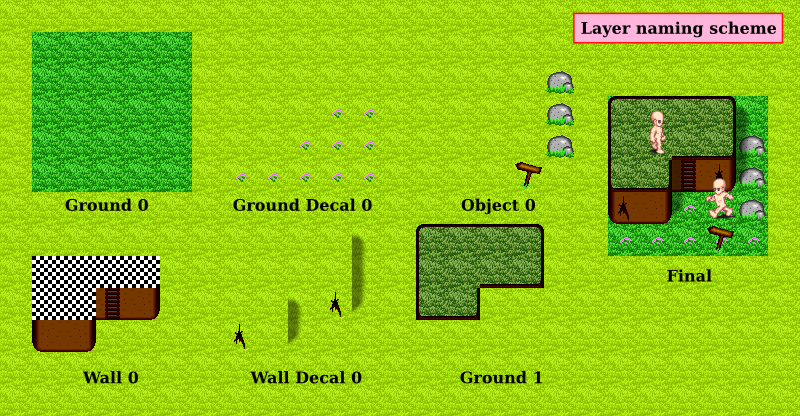 Layer naming scheme
Ground 0
Ground Decal 0
Object 0
Final
Wall 0
Wall Decal 0
Ground 1